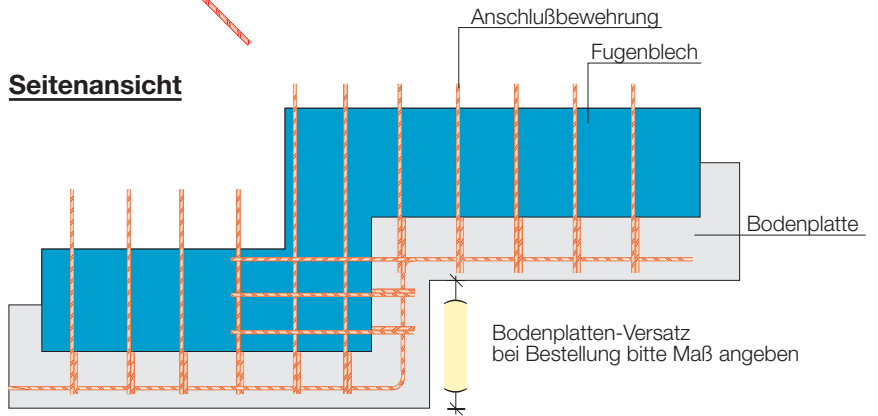 Anschlußbewehrung
Fugenblech
Seitenansicht
Bodenplatte
Bodenplatten-Versatz
bei Bestellung bitte Maß angeben